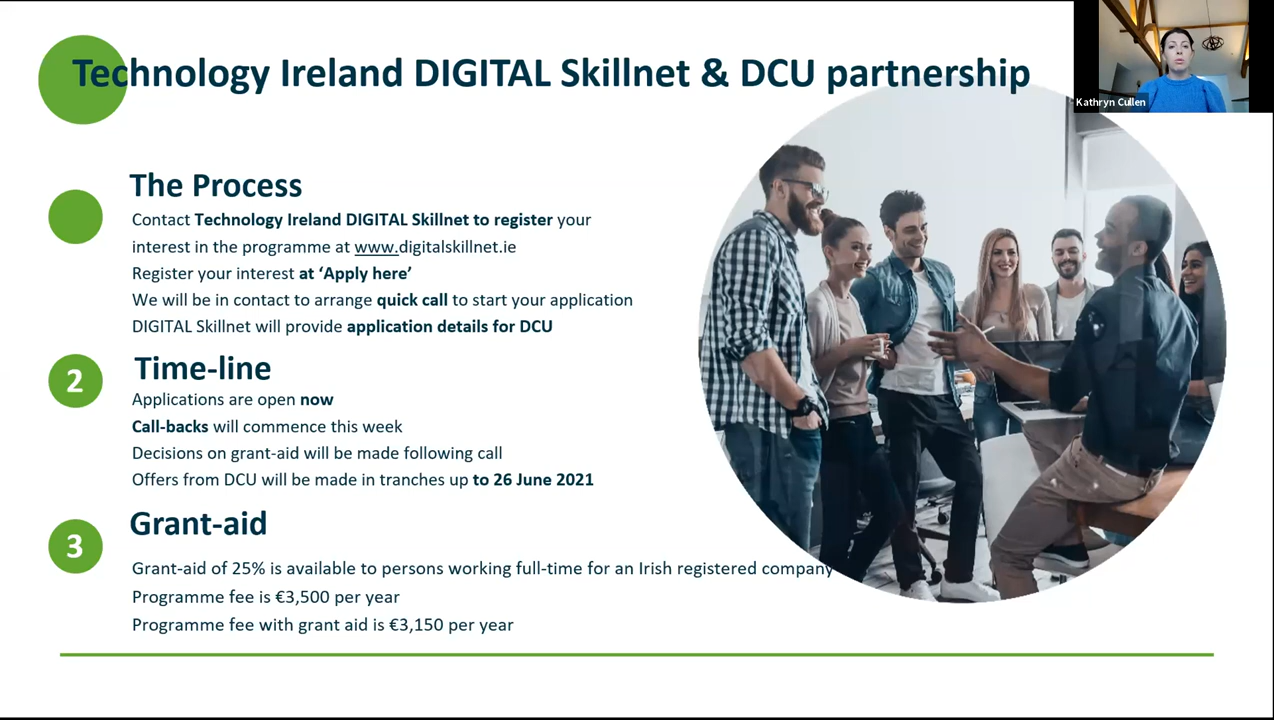 Technology Ireland DIGITAL Skillnet & DCU partnership
Kathryn Cullen
The Process
Contact Technology Ireland DIGITAL Skillnet to register your
interest in the programme at www.digitalskillnet.ie
Register your interest at ‘Apply here’
We will be in contact to arrange quick call to start your application
DIGITAL Skillnet will provide application details for DCU
2
Time-line
Applications are open now
Call-backs will commence this week
Decisions on grant-aid will be made following call
Offers from DCU will be made in tranches up to 26 June 2021
3
Grant-aid
Grant-aid of 25% is available to persons working full-time for an Irish registered company
Programme fee is €3,500 per year
Programme fee with grant aid is €3,150 per year